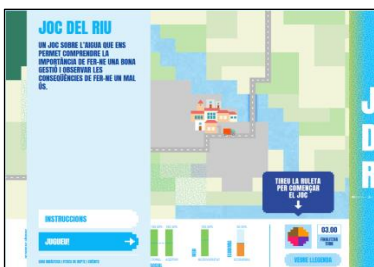 JOC DEL RIU
UN JOC SOBRE L'AIGUA QUE ENS
PERMET COMPRENDRE LA
IMPORTÀNCIA DE FER-NE UNA BONA
GESTIÓ I OBSERVAR LES
CONSEQÜÈNCIES DE FER-NE UN MAL
ÚS.
INSTRUCCIONS
JUGUEU!
TIREU LA RULETA
PER COMENÇAR
EL JOC
03.00
VEURE LLEGENDA
J
D
R